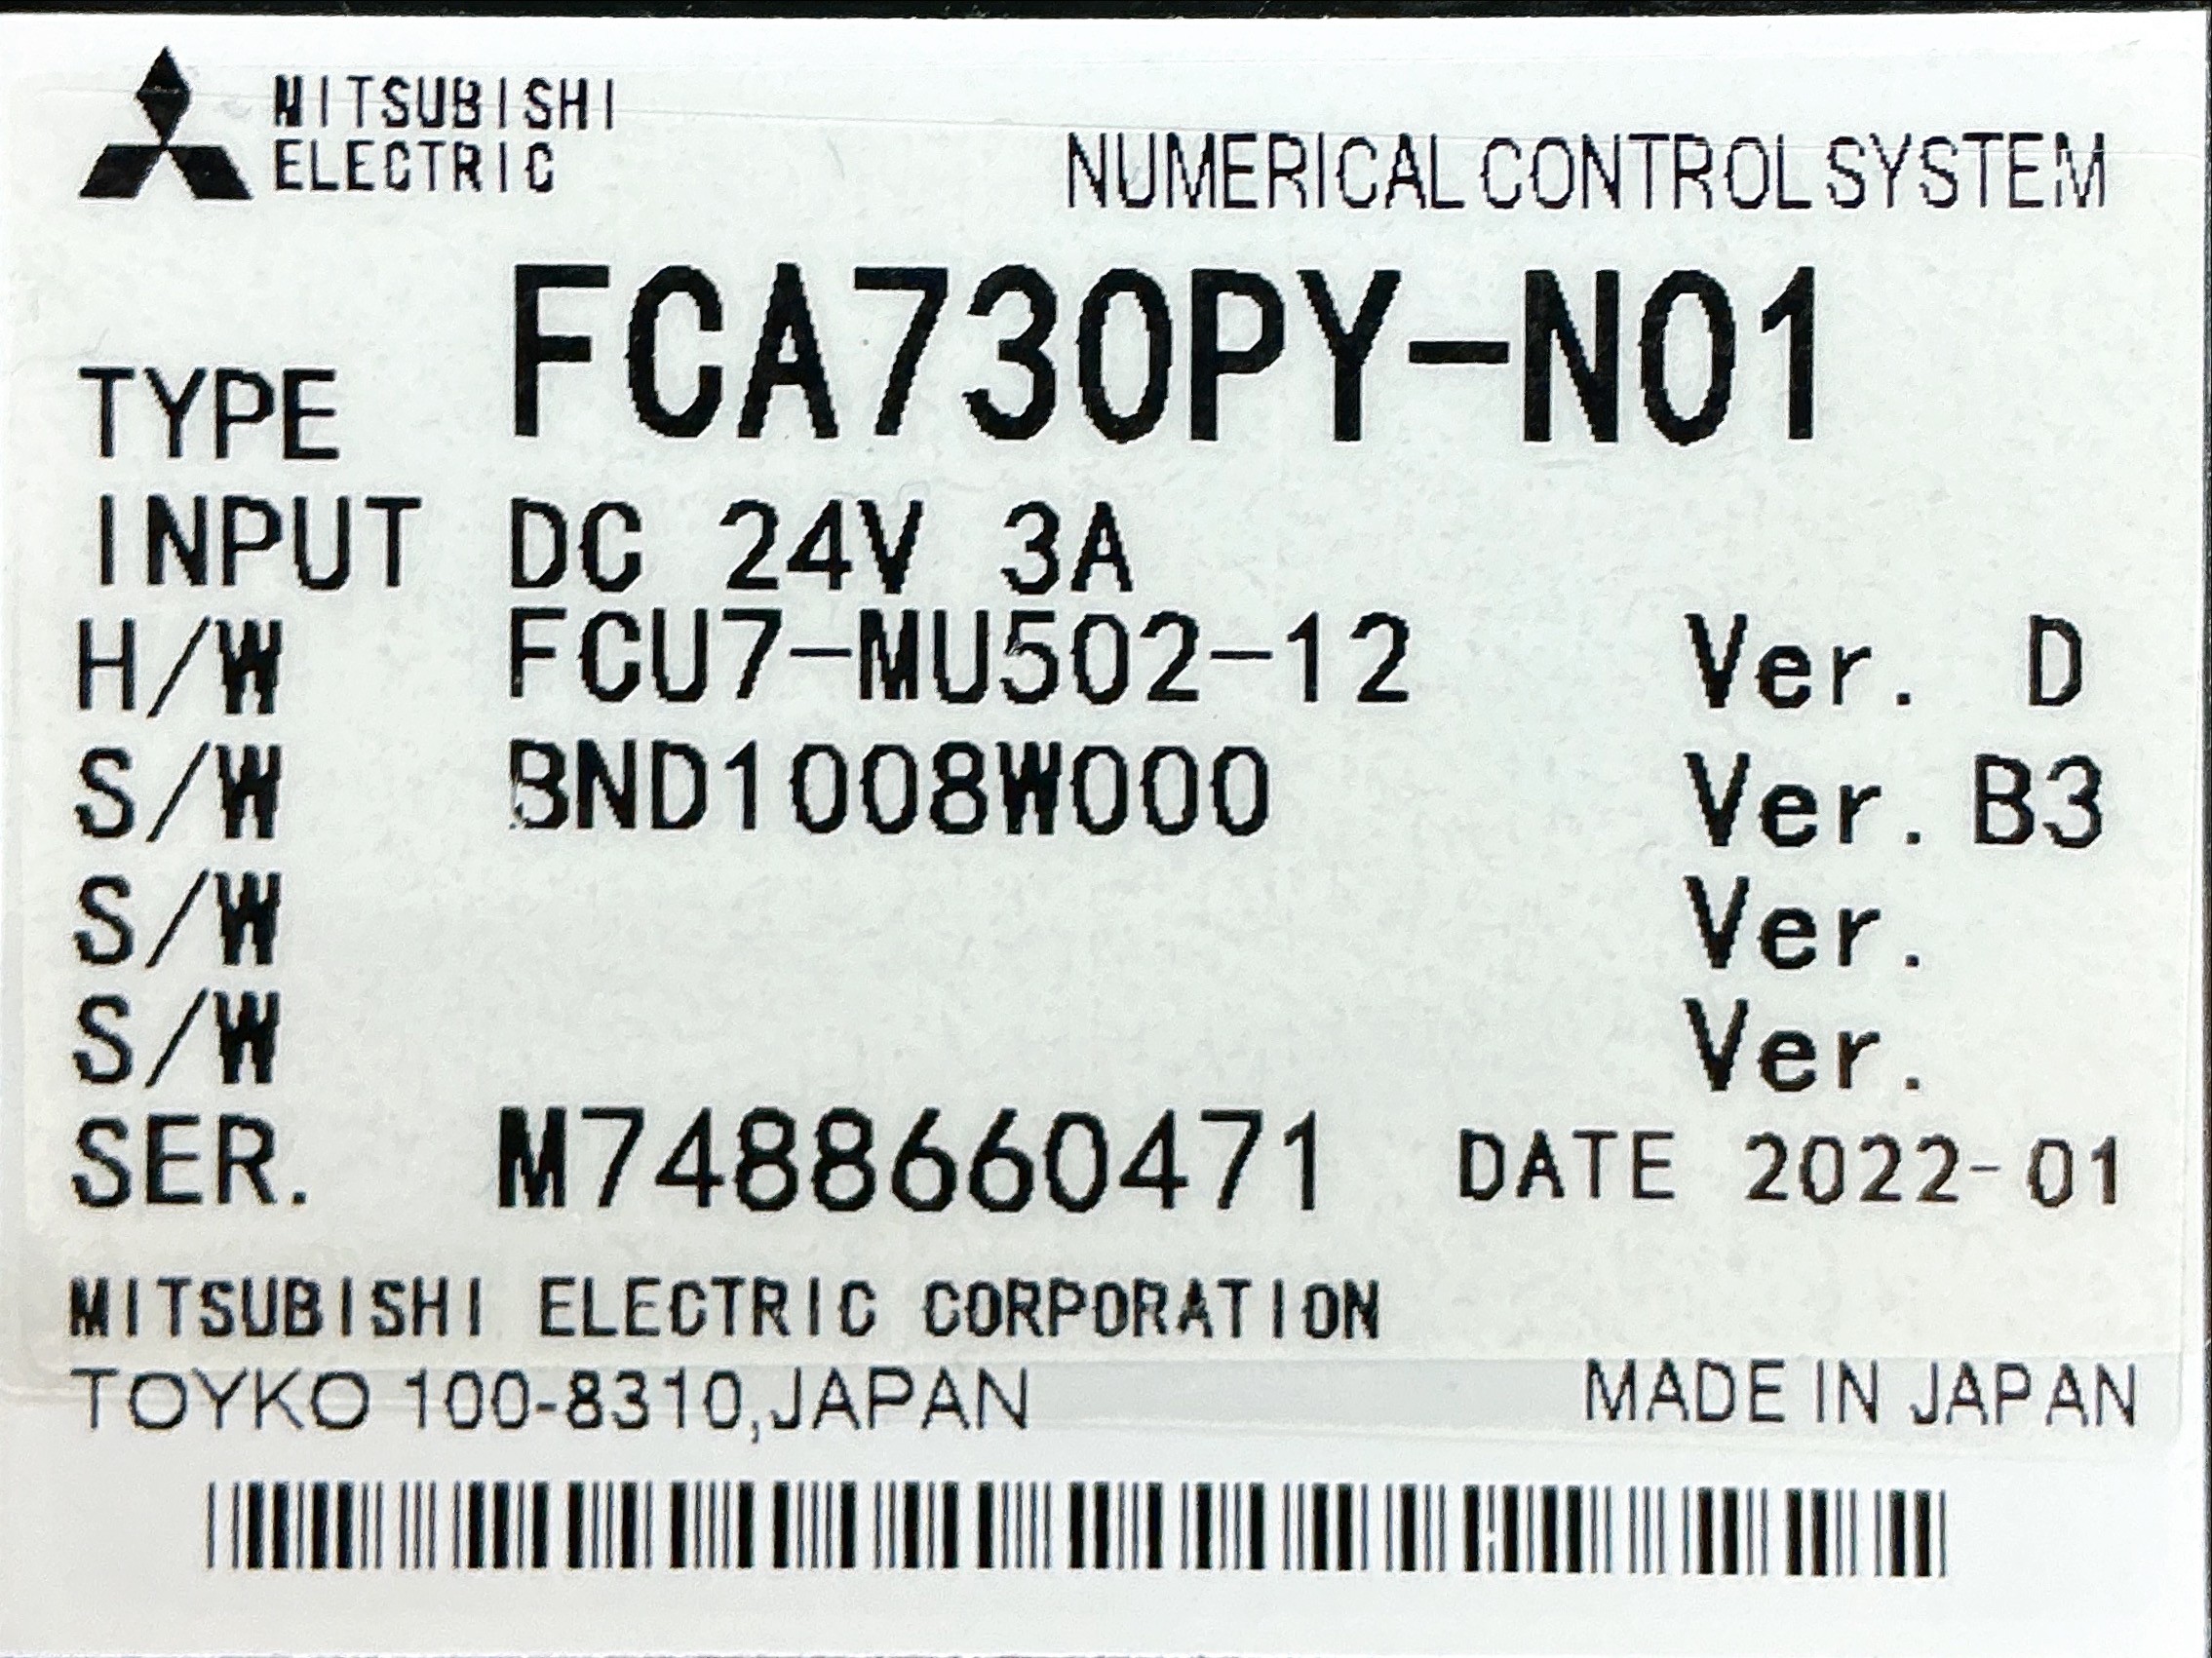 MITSUBISHI
ELECTRIC
NUMERICAL CONTROL SYSTEM
TYPE FCA730PY-N01
INPUT DC 24V 3A
H/W FCU7-MU502-12 Ver. D
S/W BND1008W000 Ver. B3
S/W Ver.
S/W Ver.
SER. M7488660471 DATE 2022-01
MITSUBISHI ELECTRIC CORPORATION
TOYKO 100-8310,JAPAN MADE IN JAPAN